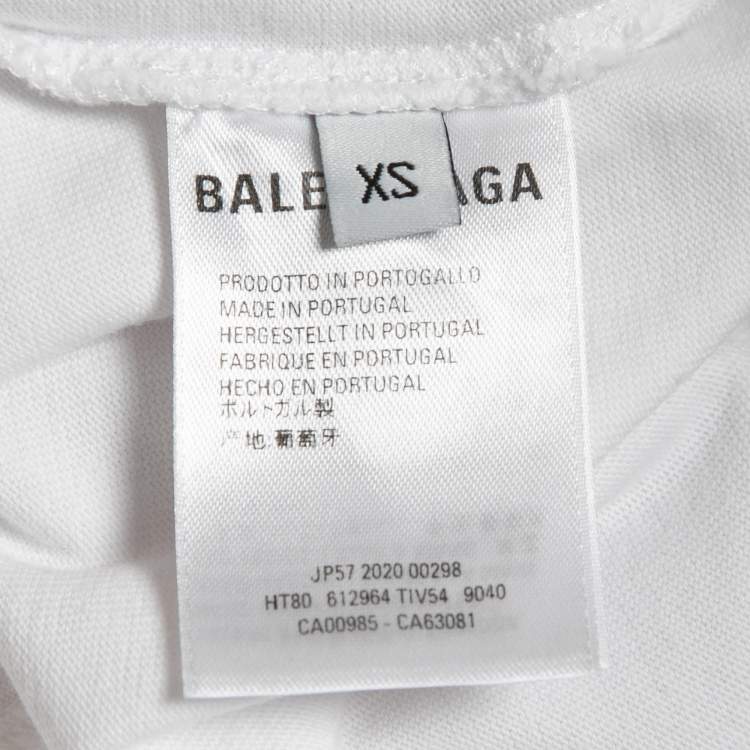 BALE AGA
XS
PRODOTTO IN PORTOGALLO
MADE IN PORTUGAL
HERGESTELLT IN PORTUGAL
FABRIQUE EN PORTUGAL
HECHO EN PORTUGAL
ポルトガル製
产地:葡萄牙
JP57 2020 00298
HT80 612964 TIV54 9040
CA00985 - CA63081